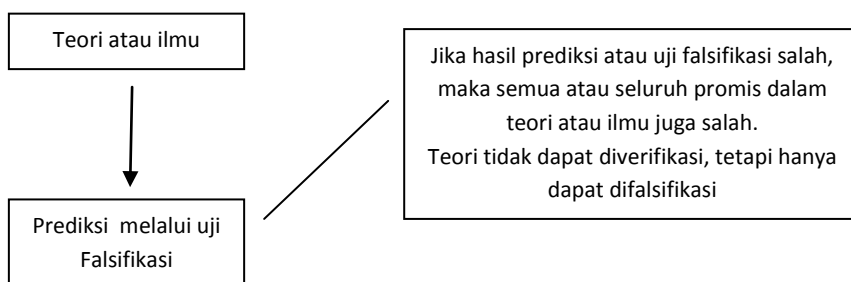 Teori atau ilmu
Jika hasil prediksi atau uji falsifikasi salah,
maka semua atau seluruh promis dalam
teori atau ilmu juga salah.
Teori tidak dapat diverifikasi, tetapi hanya
dapat difalsifikasi
Prediksi melalui uji
Falsifikasi